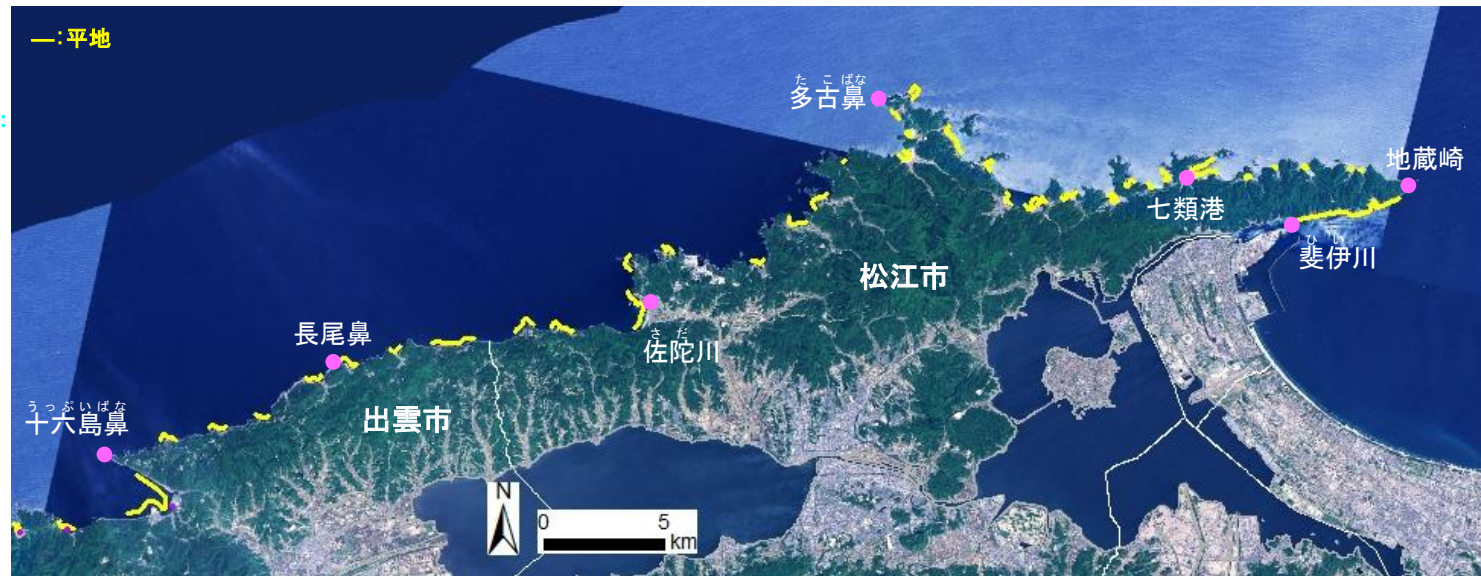 ―:平地
:
たこばな
多古鼻
地蔵崎
七類港
ひい
斐伊川
松江市
長尾鼻
さだ
佐陀川
うっぷいばな
十六島鼻
出雲市
N
0 5
km